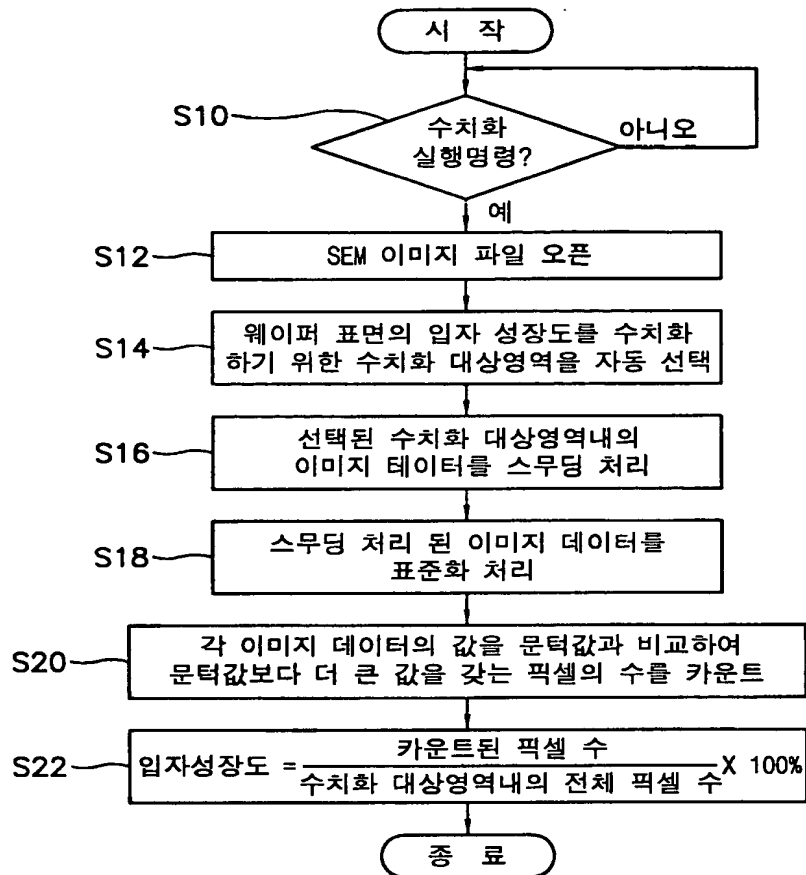 시 작
S10
수치화
실행명령?
아니오
예
S12
SEM 이미지 파일 오픈
S14
웨이퍼 표면의 입자 성장도를 수치화
하기 위한 수치화 대상영역을 자동 선택
S16
선택된 수치화 대상영역내의
이미지 테이터를 스무딩 처리
S18
스무딩 처리 된 이미지 데이터를
표준화 처리
S20
각 이미지 데이터의 값을 문턱값과 비교하여
문턱값보다 더 큰 값을 갖는 픽셀의 수를 카운트
S22
입자성장도 =
카운트된 픽셀 수
수치화 대상영역내의 전체 픽셀 수
X 100%
종 료